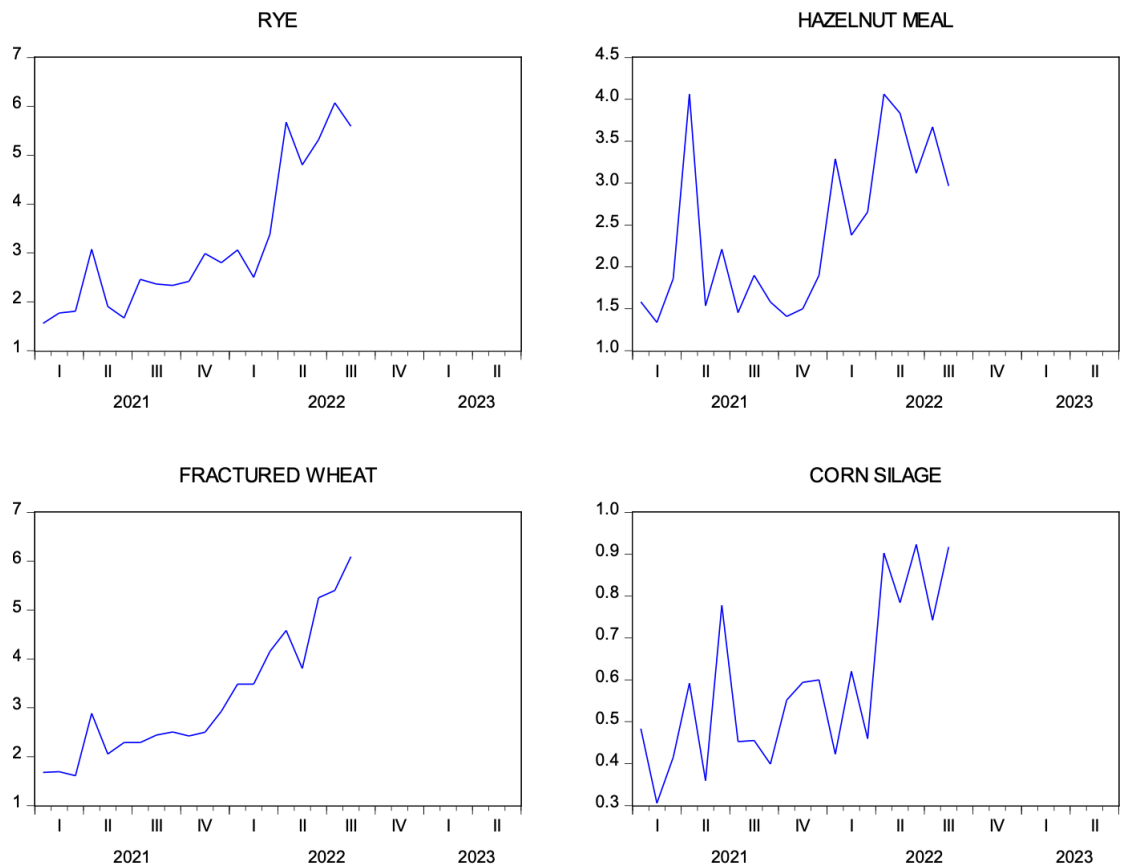 RYE
7
6
5
4
3
2
1
I II III IV I II III IV I II
2021 2022 2023
HAZELNUT MEAL
4.5
4.0
3.5
3.0
2.5
2.0
1.5
1.0
I II III IV I II III IV I II
2021 2022 2023
FRACTURED WHEAT
7
6
5
4
3
2
1
I II III IV I II III IV I II
2021 2022 2023
CORN SILAGE
1.0
0.9
0.8
0.7
0.6
0.5
0.4
0.3
I II III IV I II III IV I II
2021 2022 2023